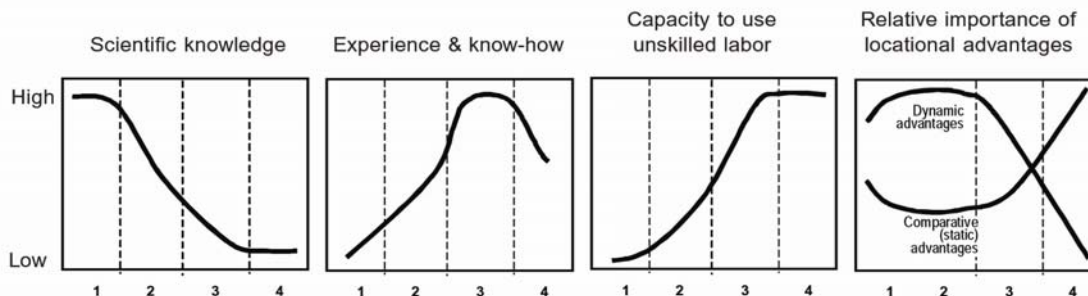 Scientific knowledge
Experience & know-how
Capacity to use
unskilled labor
Relative importance of
locational advantages
High
Low
Dynamic
advantages
Comparative
(static)
advantages
1 2 3 4
1 2 3 4
1 2 3 4
1 2 3 4